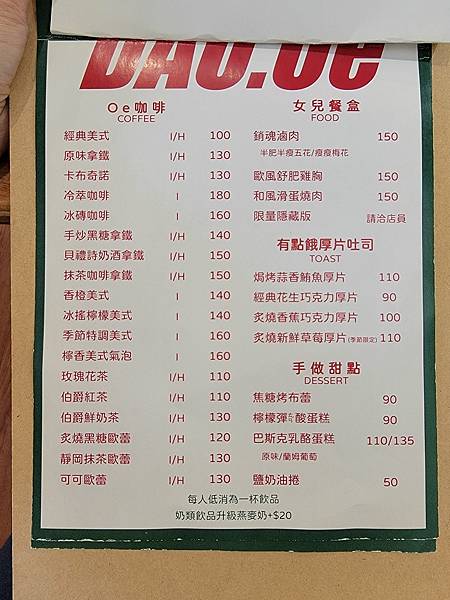 DAO.Oe
Oe咖啡
COFFEE
經典美式 I/H 100
原味拿鐵 I/H 130
卡布奇諾 I/H 130
冷萃咖啡 I 180
冰磚咖啡 I 160
手炒黑糖拿鐵 I/H 140
貝禮詩奶酒拿鐵 I/H 150
抹茶咖啡拿鐵 I/H 150
香橙美式 I 140
冰搖檸檬美式 I 140
季節特調美式 I 160
檸香美式氣泡 I 160
玫瑰花茶 I/H 110
伯爵紅茶 I/H 110
伯爵鮮奶茶 I/H 130
炙燒黑糖歐蕾 I/H 120
靜岡抹茶歐蕾 I/H 130
可可歐蕾 I/H 130
女兒餐盒
FOOD
銷魂滷肉 150
半肥半瘦五花/瘦瘦梅花
歐風舒肥雞胸 150
和風滑蛋燒肉 150
限量隱藏版 請洽店員
有點餓厚片吐司
TOAST
焗烤蒜香鮪魚厚片 110
經典花生巧克力厚片 90
炙燒香蕉巧克力厚片 100
炙燒新鮮草莓厚片(季節限定) 110
手做甜點
DESSERT
焦糖烤布蕾 90
檸檬彈ㄉㄨㄞ酸蛋糕 90
巴斯克乳酪蛋糕 110/135
原味/蘭姆葡萄
鹽奶油捲 50
每人低消為一杯飲品
奶類飲品升級燕麥奶+$20